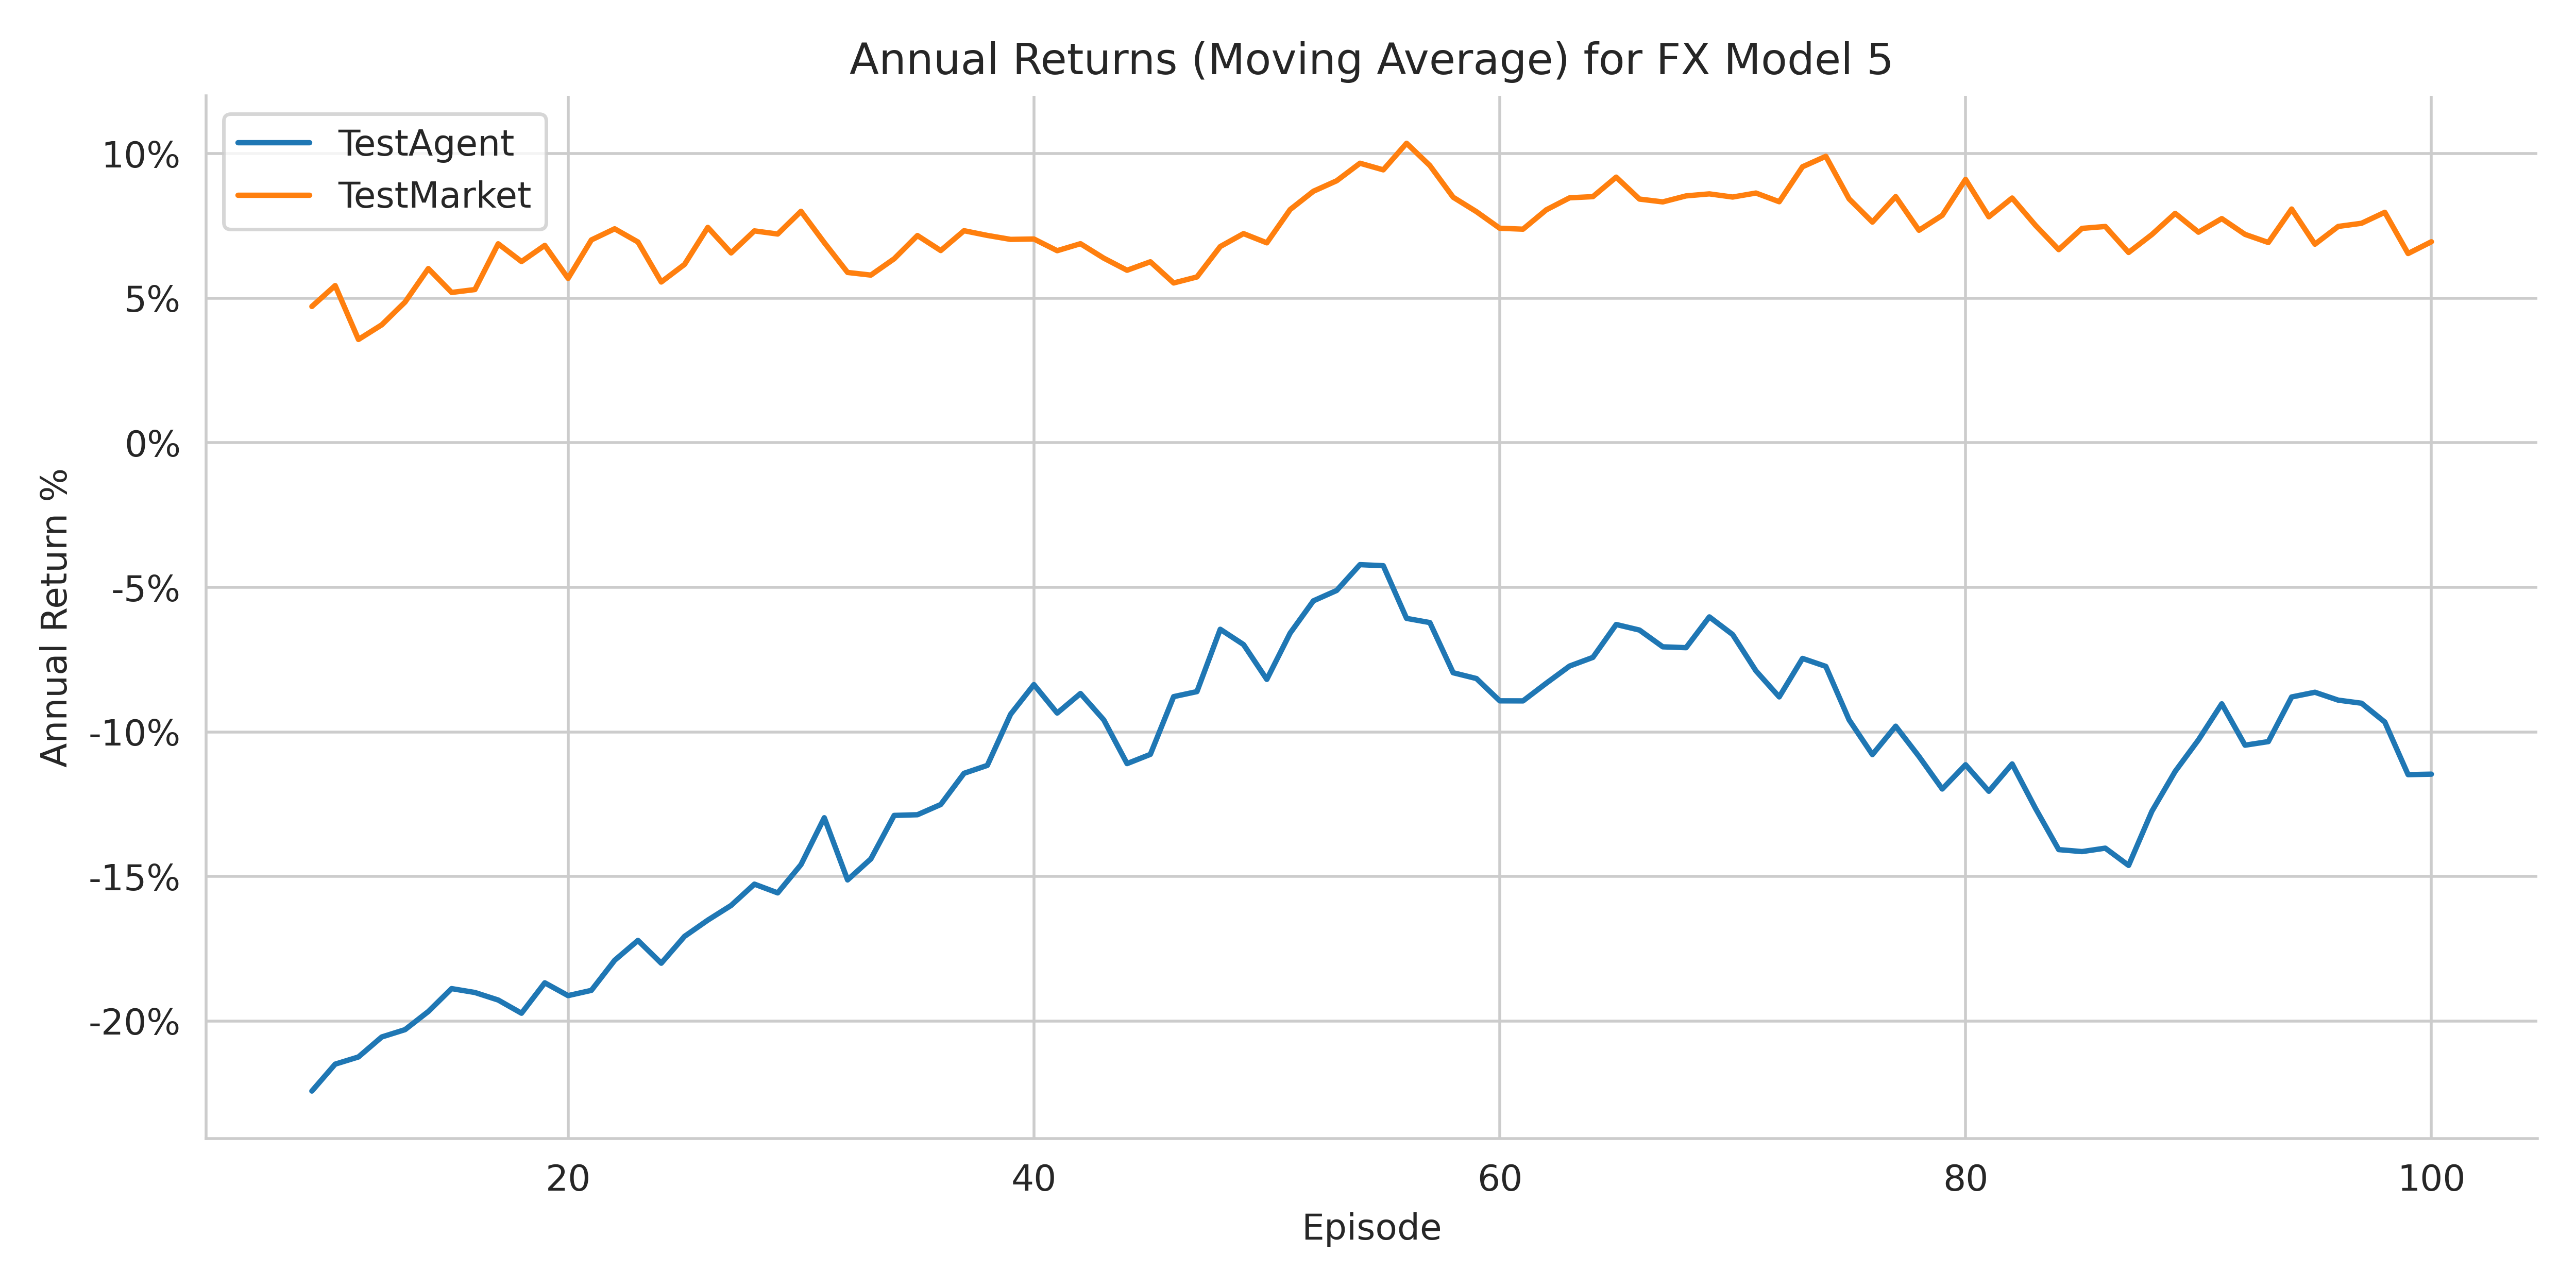 Annual Returns (Moving Average) for FX Model 5
TestAgent
TestMarket
10%
5%
0%
-5%
-10%
-15%
-20%
Annual Return %
20 40 60 80 100
Episode